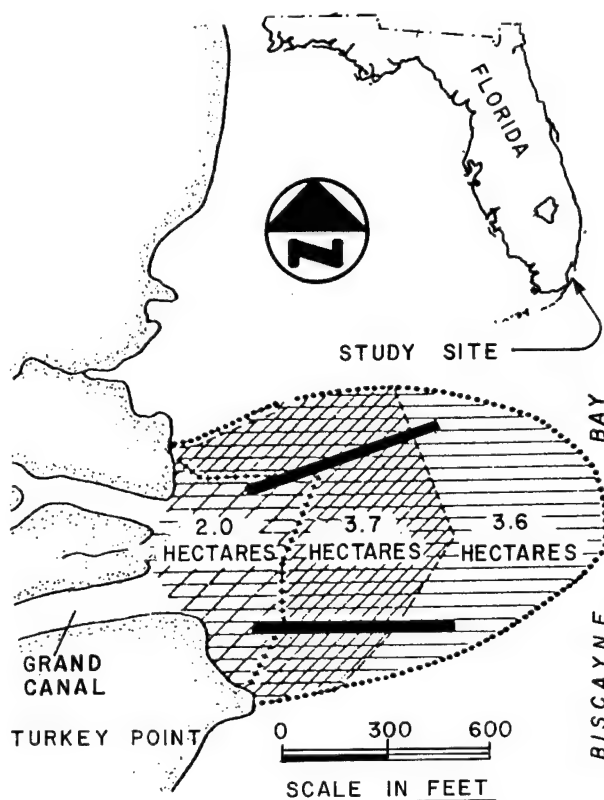 FLORIDA
N
STUDY SITE
BISCAYNE BAY
2.0
HECTARES
3.7
HECTARES
3.6
HECTARES
GRAND
CANAL
TURKEY POINT
0 300 600
SCALE IN FEET